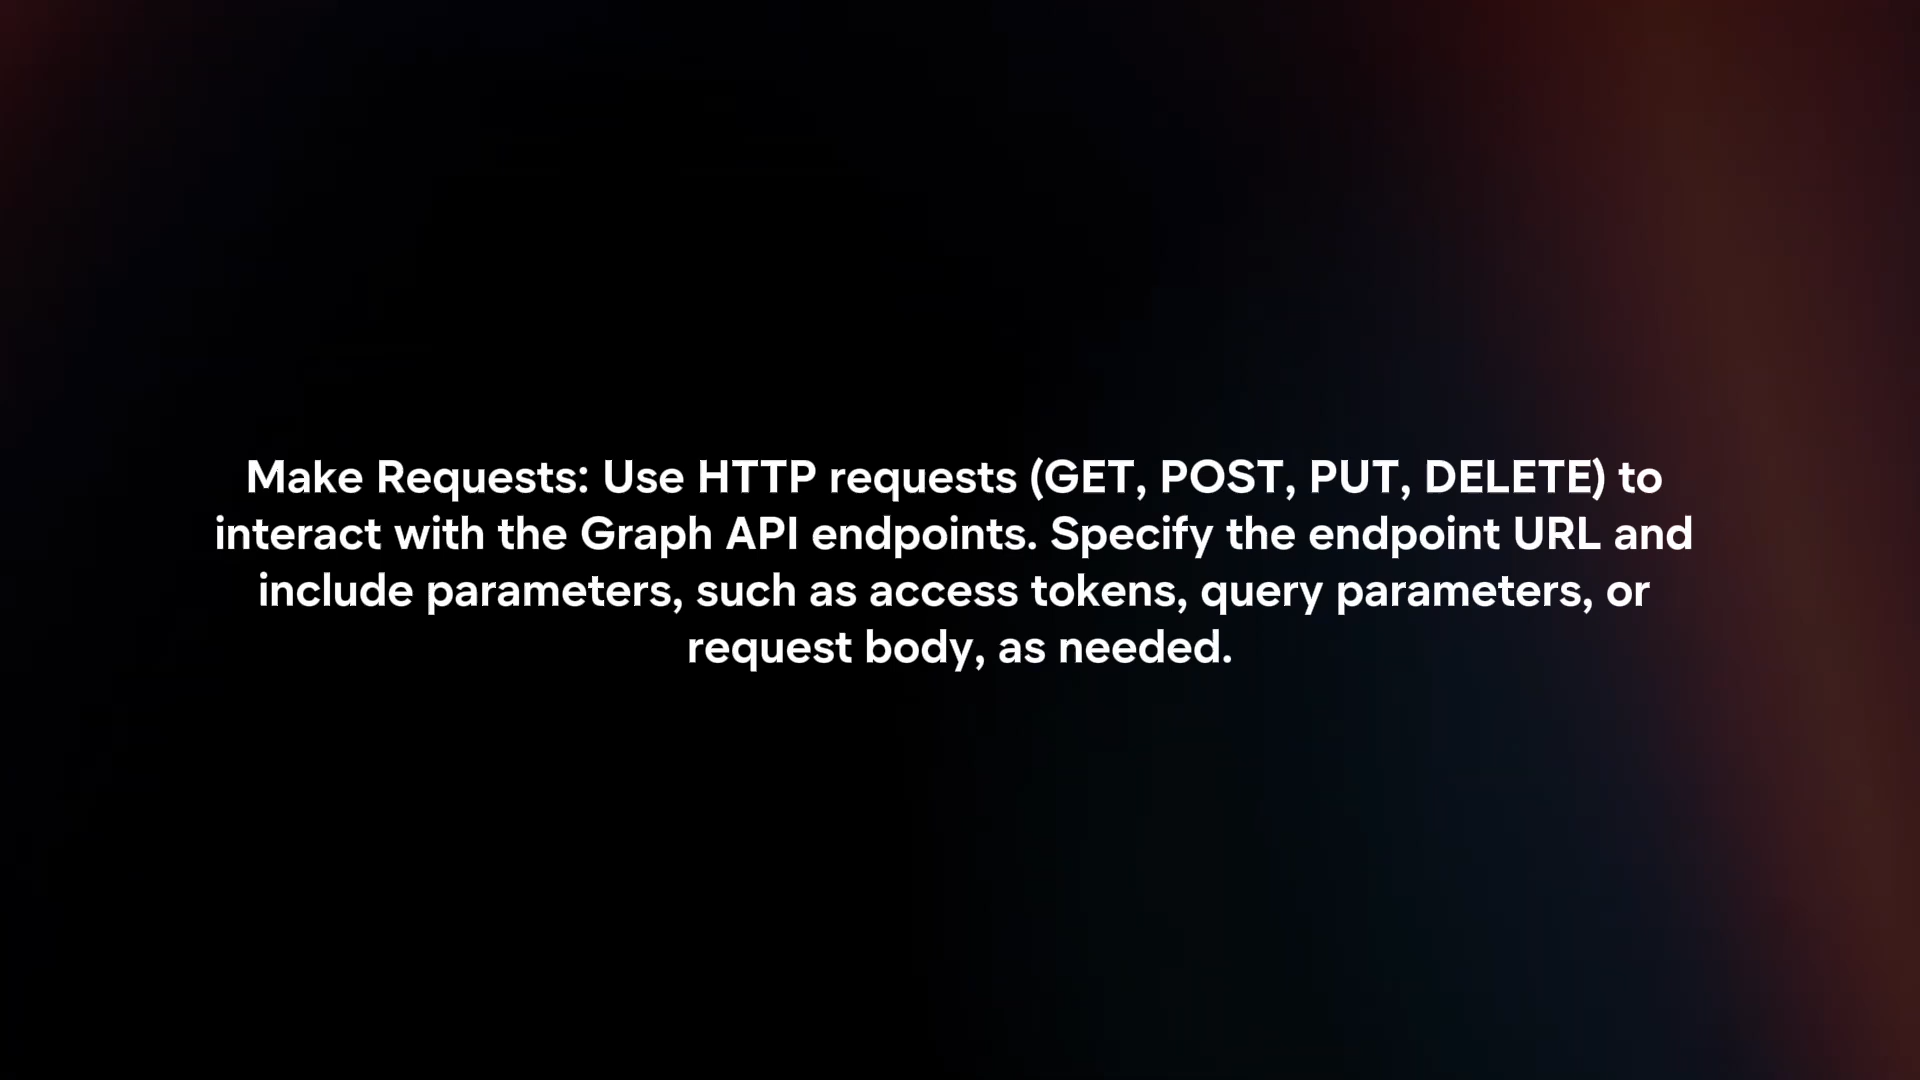 Make Requests: Use HTTP requests (GET, POST, PUT, DELETE) to
interact with the Graph API endpoints. Specify the endpoint URL and
include parameters, such as access tokens, query parameters, or
request body, as needed.